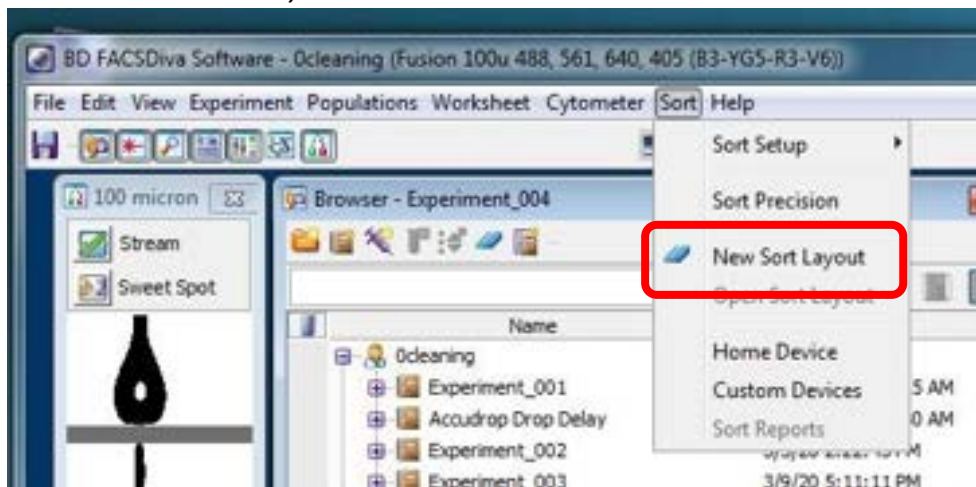 BD FACSDiva Software - 0cleaning (Fusion 100u 488, 561, 640, 405 (B3-YG5-R3-V6))
File Edit View Experiment Populations Worksheet Cytometer Sort Help
Sort Setup
100 micron
Browser - Experiment_004
Sort Precision
Stream
New Sort Layout
Sweet Spot
Open Sort Layout
Name
0cleaning
Home Device
Experiment_001
Custom Devices
5 AM
Accudrop Drop Delay
Sort Reports
0 AM
Experiment_002
Experiment_003
3/9/20 5:11:11 PM